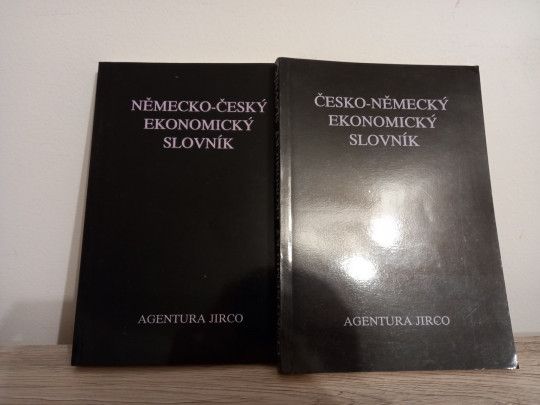 NĚMECKO-ČESKÝ
EKONOMICKÝ
SLOVNÍK
AGENTURA JIRCO
ČESKO-NĚMECKÝ
EKONOMICKÝ
SLOVNÍK
AGENTURA JIRCO